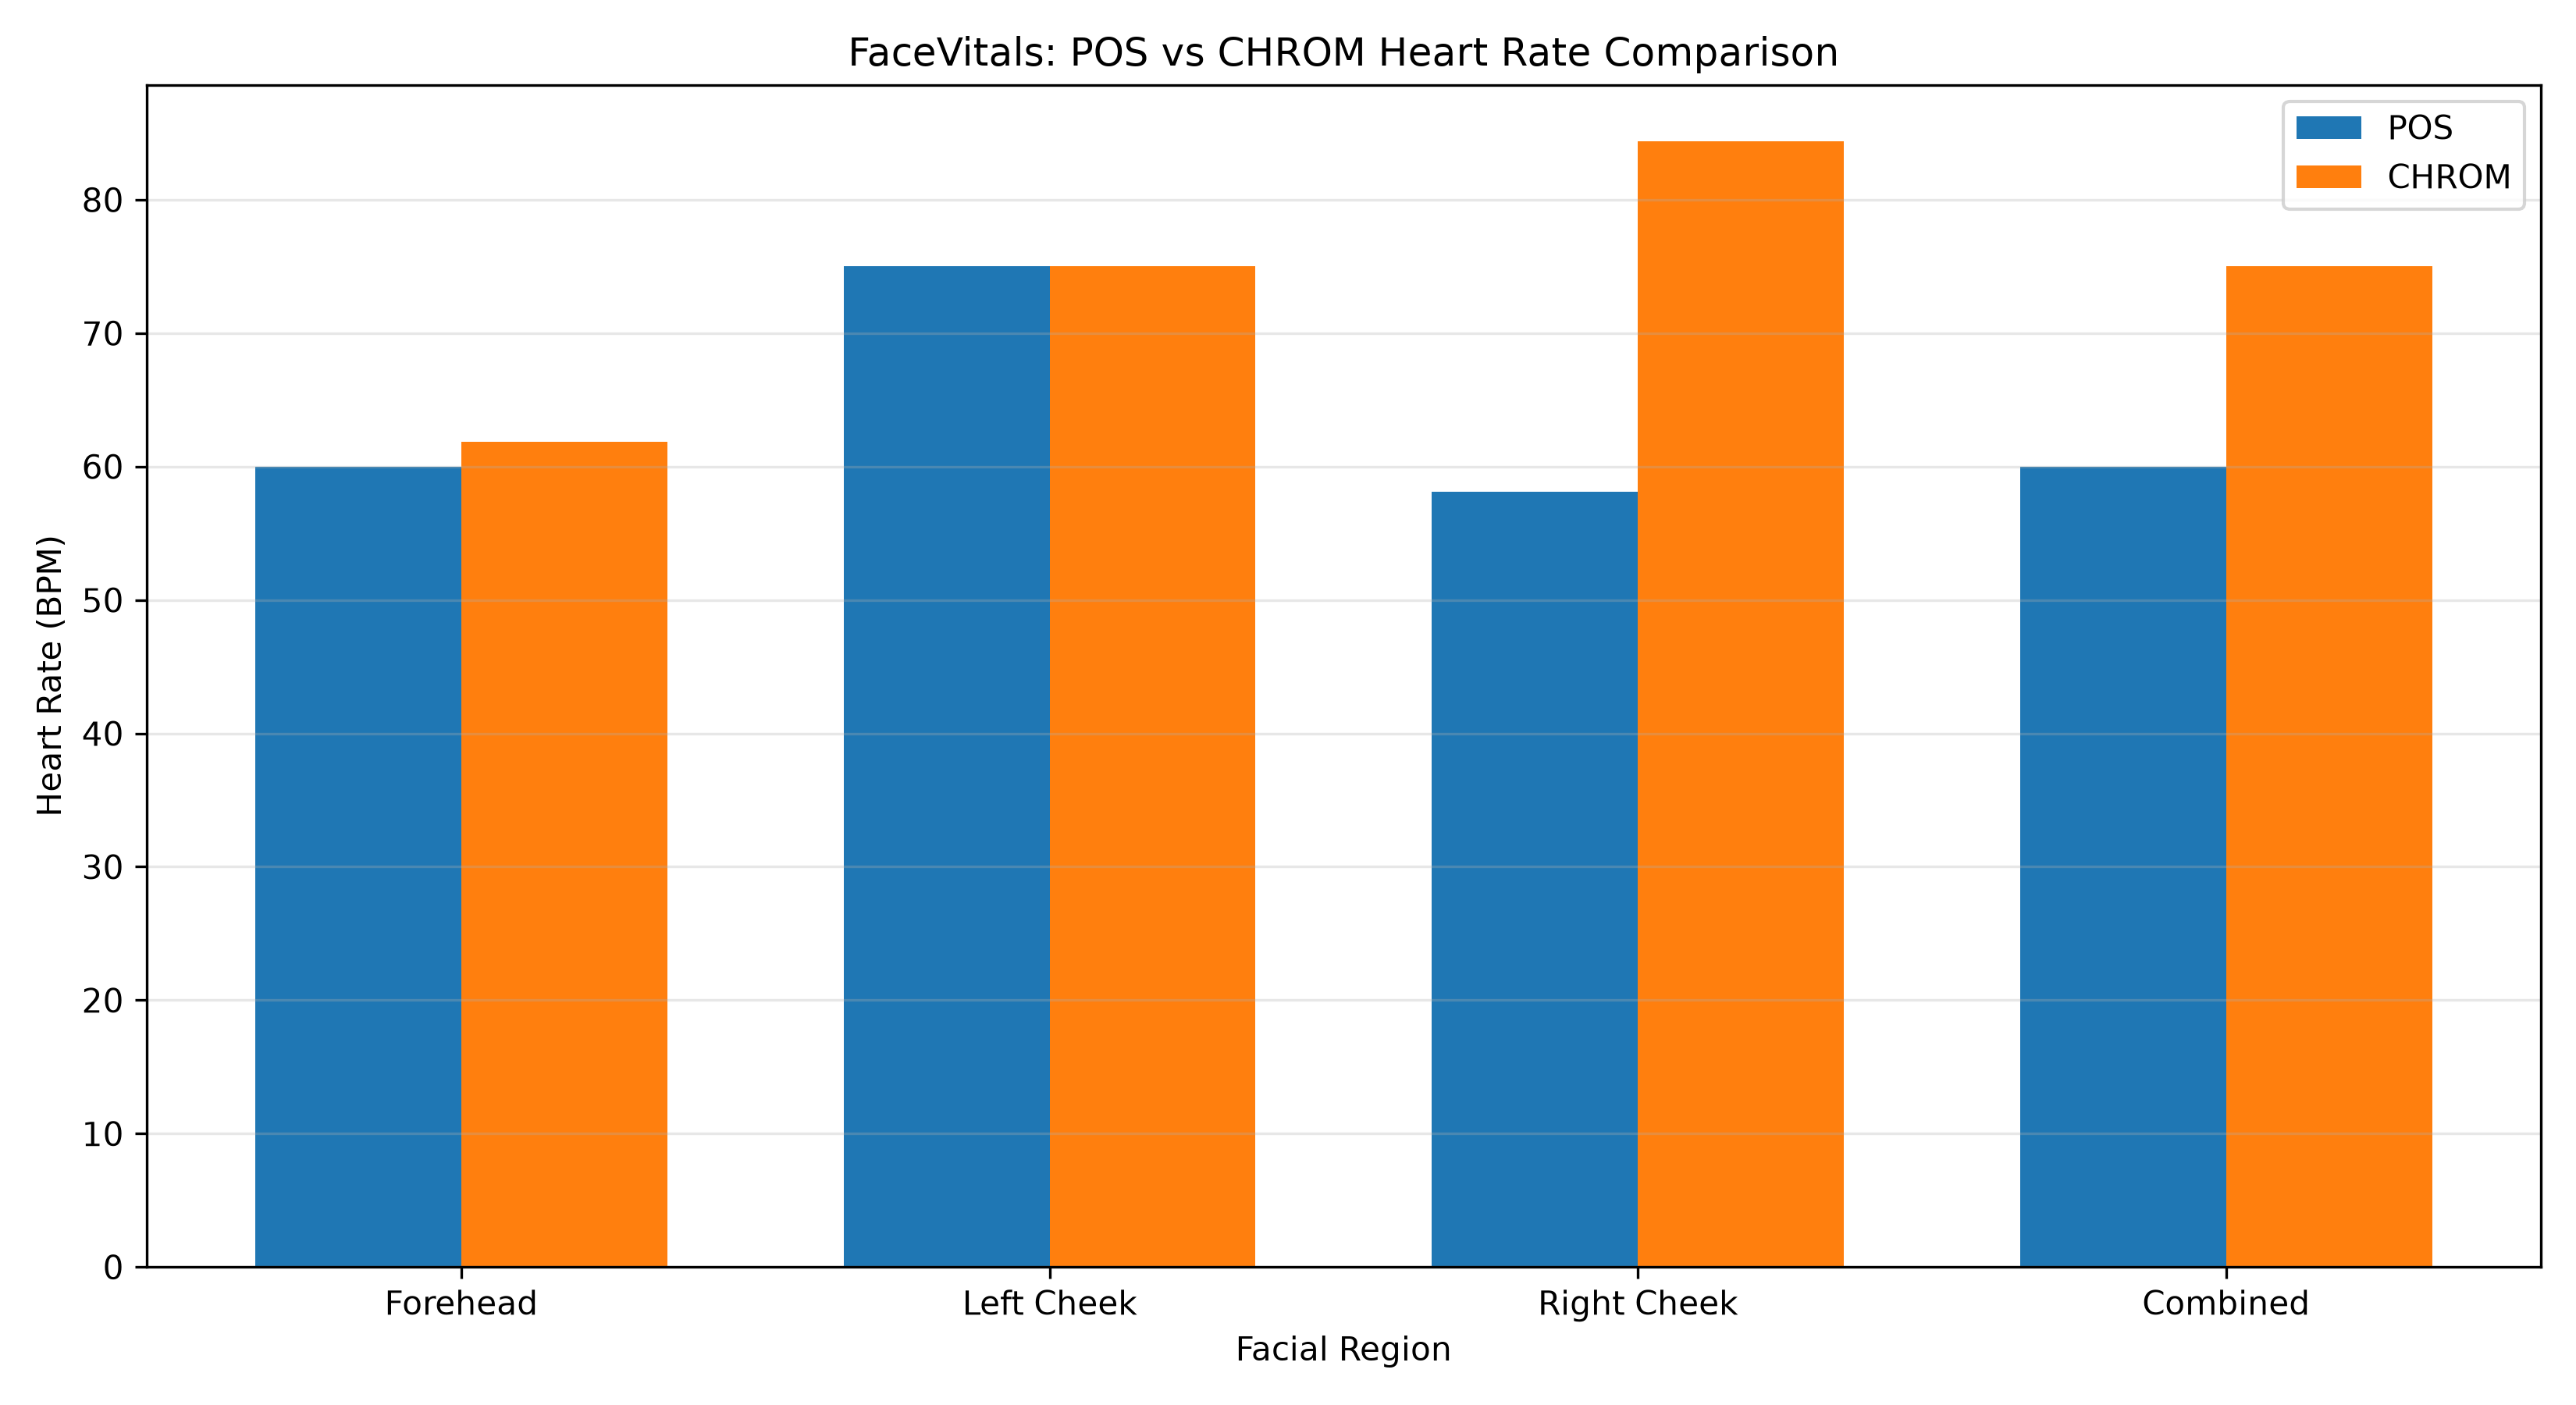 FaceVitals: POS vs CHROM Heart Rate Comparison
POS
CHROM
80
70
60
50
40
30
20
10
0
Heart Rate (BPM)
Forehead
Left Cheek
Right Cheek
Combined
Facial Region